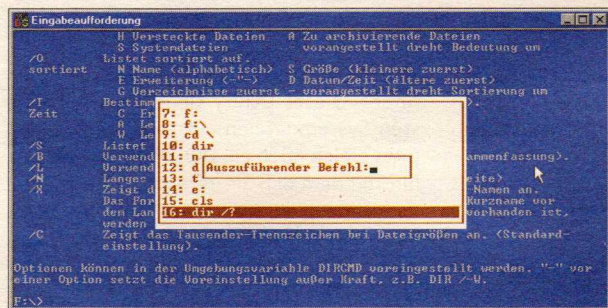 Eingabeaufforderung
H Versteckte Dateien A Zu archivierende Dateien
S Systemdateien - vorangestellt dreht Bedeutung um
/O Listet sortiert auf.
sortiert N Name (alphabetisch) S Größe (kleinere zuerst)
E Erweiterung (-"-) D Datum/Zeit (ältere zuerst)
G Verzeichnisse zuerst - vorangestellt dreht Sortierung um
/T Bestimm ).
Zeit C Er
A Le
W Le
/S Listet
/B Verwend ammenfassung).
/L Verwend
/N Langes eite)
/X Zeigt d -Namen an.
Das For Kurzname vor
dem Lan vorhanden ist,
werden
/C Zeigt das Tausender-Trennzeichen bei Dateigrößen an. (Standard-
einstellung).
7: f:
8: f:\
9: cd \
10: dir
11: n
12: d
13: t
14: e:
15: cls
16: dir /?
Auszuführender Befehl:
Optionen können in der Umgebungsvariable DIRCMD voreingestellt werden. "-" vor
einer Option setzt die Voreinstellung außer Kraft, z.B. DIR /-W.
F:\>